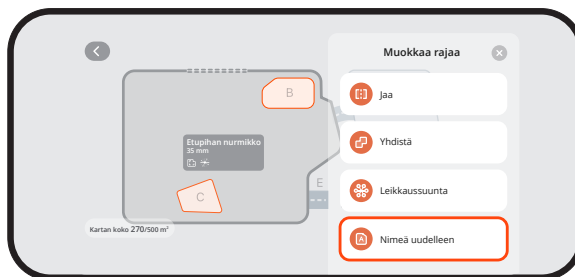 Muokkaa rajaa
B
Jaa
Etupihan nurmikko
35 mm
Yhdistä
E
C
Leikkaussuunta
Kartan koko 270/500 m²
A
Nimeä uudelleen